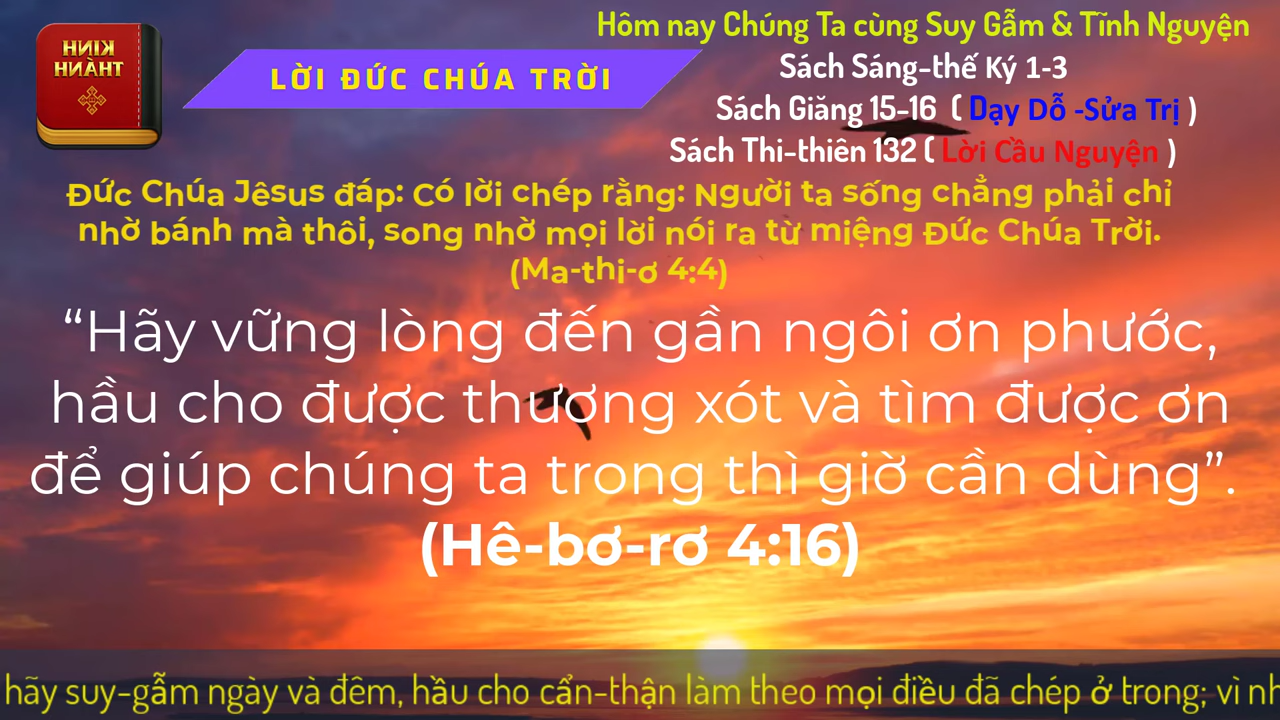 KINH
THÀNH
LỜI ĐỨC CHÚA TRỜI
Hôm nay Chúng Ta cùng Suy Gẫm & Tĩnh Nguyện
Sách Sáng-thế Ký 1-3
Sách Giăng 15-16 ( Dạy Dỗ -Sửa Trị )
Sách Thi-thiên 132 ( Lời Cầu Nguyện )
Đức Chúa Jêsus đáp: Có lời chép rằng: Người ta sống chẳng phải chỉ
nhờ bánh mà thôi, song nhờ mọi lời nói ra từ miệng Đức Chúa Trời.
(Ma-thi-ơ 4:4)
“Hãy vững lòng đến gần ngôi ơn phước,
hầu cho được thương xót và tìm được ơn
để giúp chúng ta trong thì giờ cần dùng”.
(Hê-bơ-rơ 4:16)
hãy suy-gẫm ngày và đêm, hầu cho cẩn-thận làm theo mọi điều đã chép ở trong; vì nh